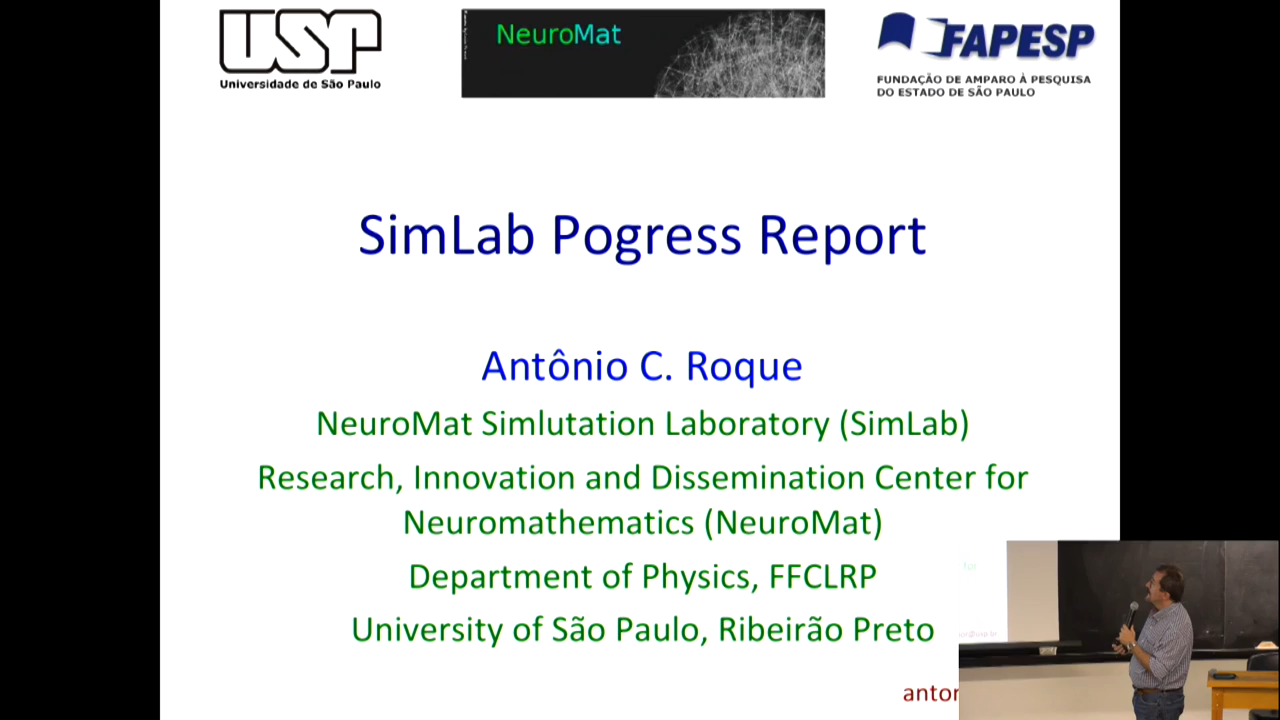 USP
Universidade de São Paulo
NeuroMat
FAPESP
FUNDAÇÃO DE AMPARO À PESQUISA
DO ESTADO DE SÃO PAULO
SimLab Pogress Report
Antônio C. Roque
NeuroMat Simlutation Laboratory (SimLab)
Research, Innovation and Dissemination Center for
Neuromathematics (NeuroMat)
Department of Physics, FFCLRP
University of São Paulo, Ribeirão Preto
for